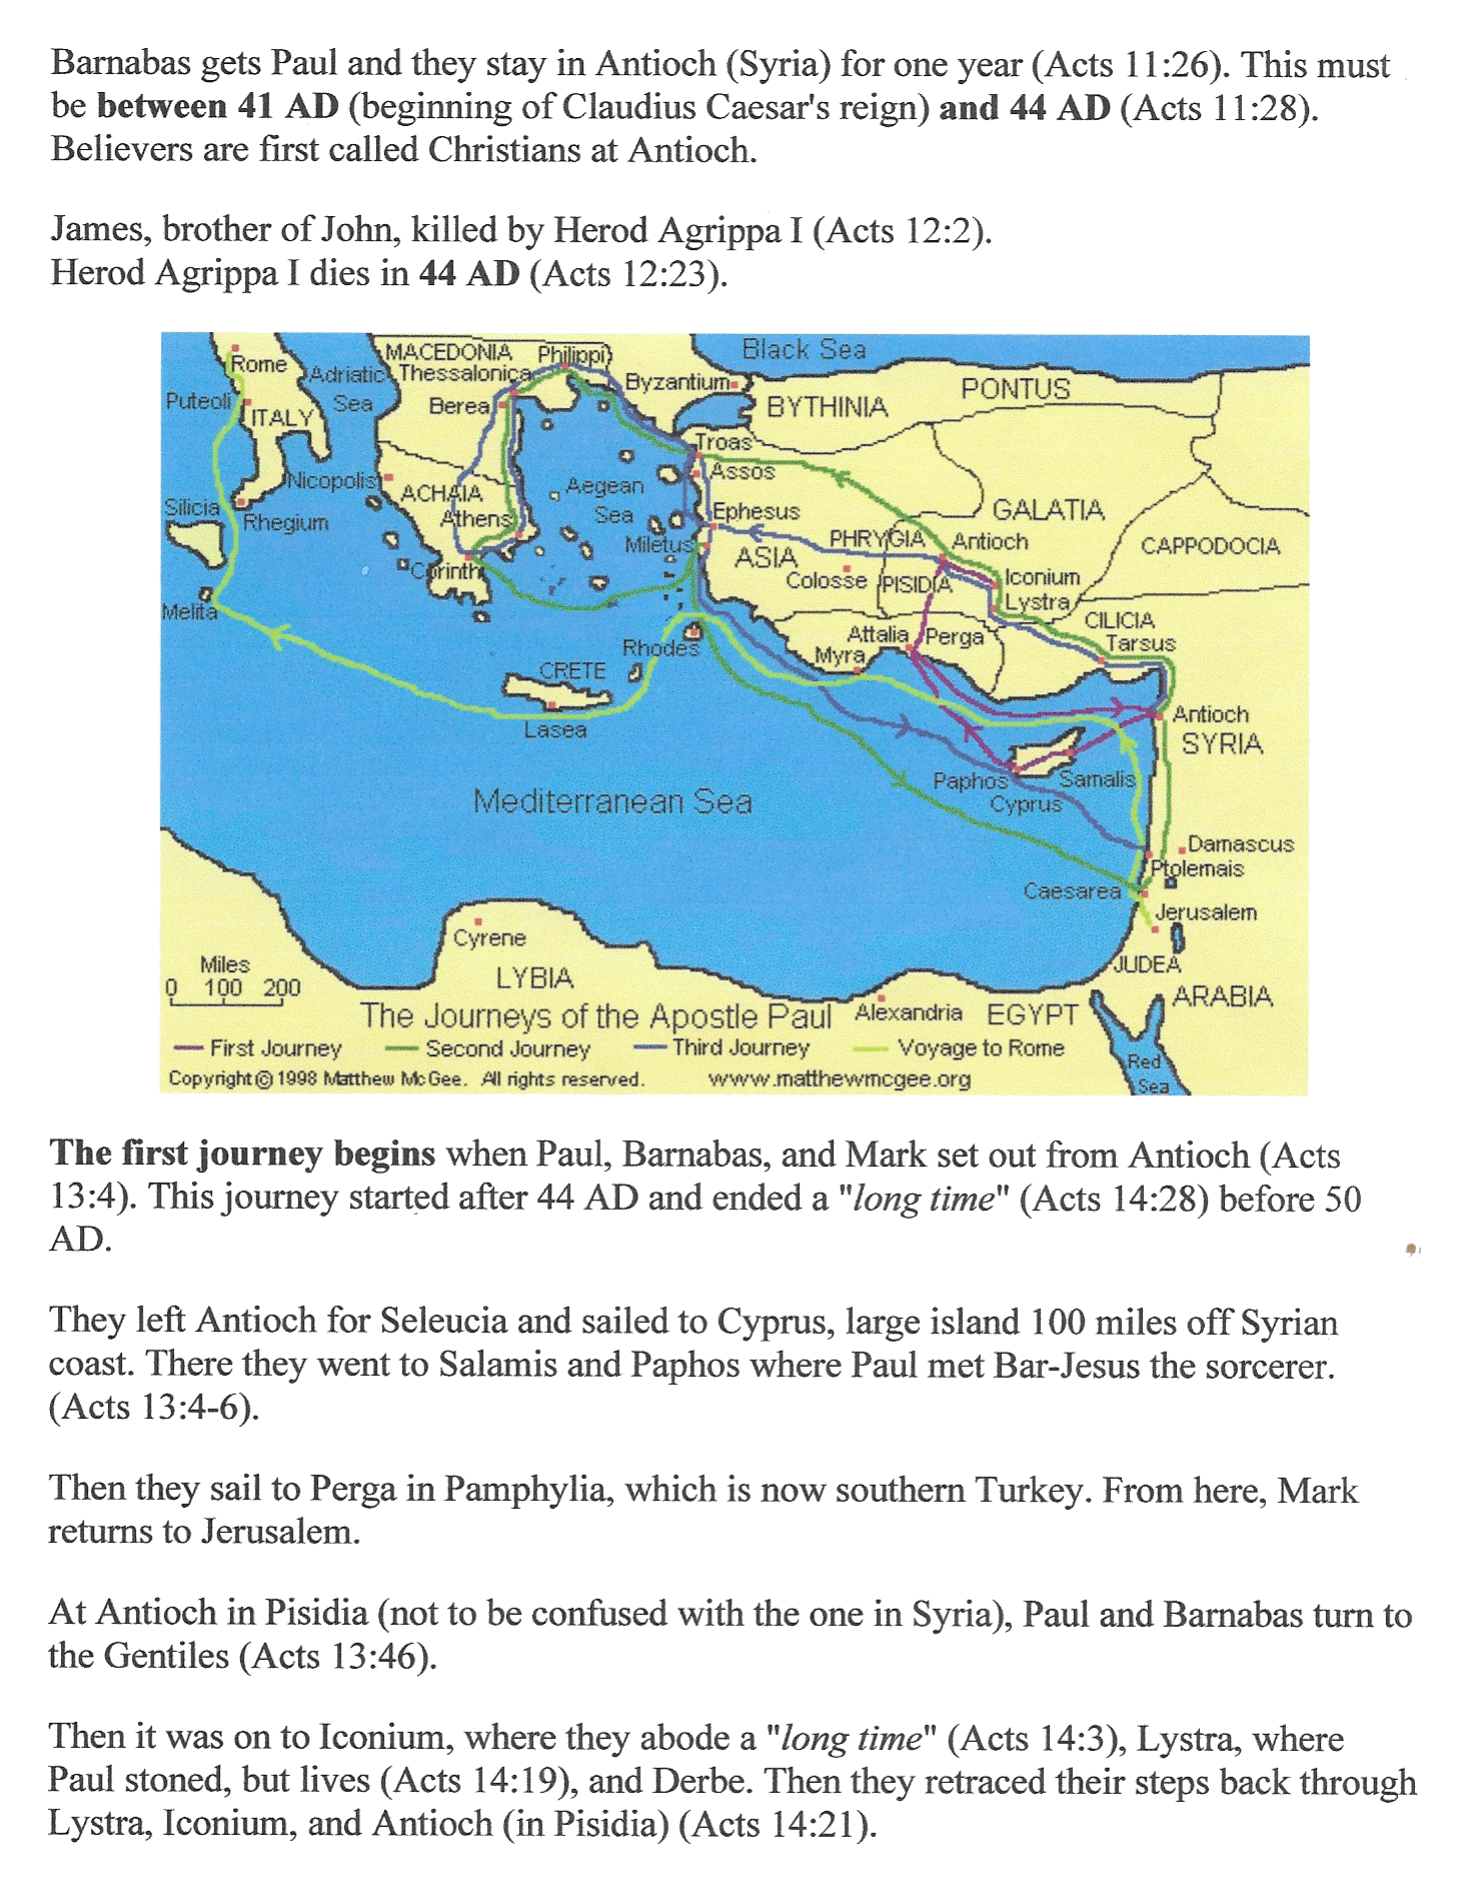 Barnabas gets Paul and they stay in Antioch (Syria) for one year (Acts 11:26). This must
be between 41 AD (beginning of Claudius Caesar's reign) and 44 AD (Acts 11:28).
Believers are first called Christians at Antioch.
James, brother of John, killed by Herod Agrippa I (Acts 12:2).
Herod Agrippa I dies in 44 AD (Acts 12:23).
Black Sea
MACEDONIA
Philippi
Rome
Adriatic
Sea
Thessalonica
Byzantium
PONTUS
Puteoli
ITALY
Berea
BYTHINIA
Troas
Assos
Nicopolis
ACHAIA
Aegean
Sea
Silicia
Rhegium
Athens
Ephesus
GALATIA
Miletus
ASIA
PHRYGIA
Antioch
CAPPODOCIA
Corinth
Colosse
PISIDIA
Iconium
Lystra
Melita
CILICIA
Tarsus
Rhodes
Attalia
Perga
Myra
CRETE
Lasea
Antioch
SYRIA
Paphos
Samalis
Cyprus
Mediterranean Sea
Damascus
Ptolemais
Caesarea
Jerusalem
Cyrene
LYBIA
JUDEA
Miles
0 100 200
ARABIA
The Journeys of the Apostle Paul
Alexandria
EGYPT
First Journey
Second Journey
Third Journey
Voyage to Rome
Red
Sea
Copyright © 1998 Matthew McGee. All rights reserved.
www.matthewmcgee.org
The first journey begins when Paul, Barnabas, and Mark set out from Antioch (Acts
13:4). This journey started after 44 AD and ended a "long time" (Acts 14:28) before 50
AD.
They left Antioch for Seleucia and sailed to Cyprus, large island 100 miles off Syrian
coast. There they went to Salamis and Paphos where Paul met Bar-Jesus the sorcerer.
(Acts 13:4-6).
Then they sail to Perga in Pamphylia, which is now southern Turkey. From here, Mark
returns to Jerusalem.
At Antioch in Pisidia (not to be confused with the one in Syria), Paul and Barnabas turn to
the Gentiles (Acts 13:46).
Then it was on to Iconium, where they abode a "long time" (Acts 14:3), Lystra, where
Paul stoned, but lives (Acts 14:19), and Derbe. Then they retraced their steps back through
Lystra, Iconium, and Antioch (in Pisidia) (Acts 14:21).